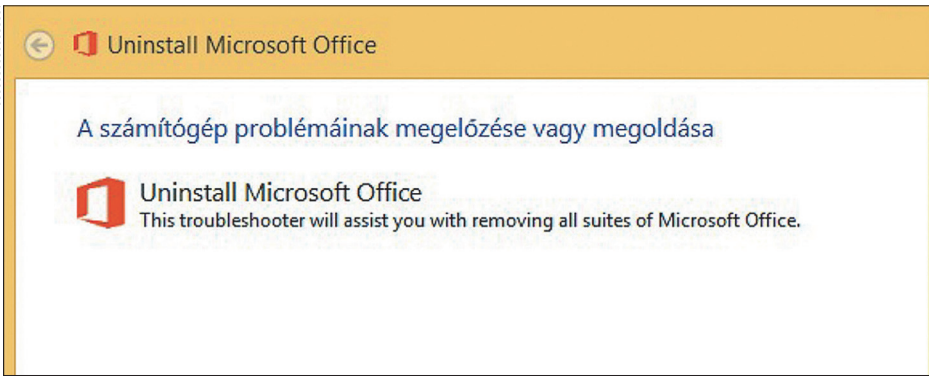 Uninstall Microsoft Office
A számítógép problémáinak megelőzése vagy megoldása
Uninstall Microsoft Office
This troubleshooter will assist you with removing all suites of Microsoft Office.